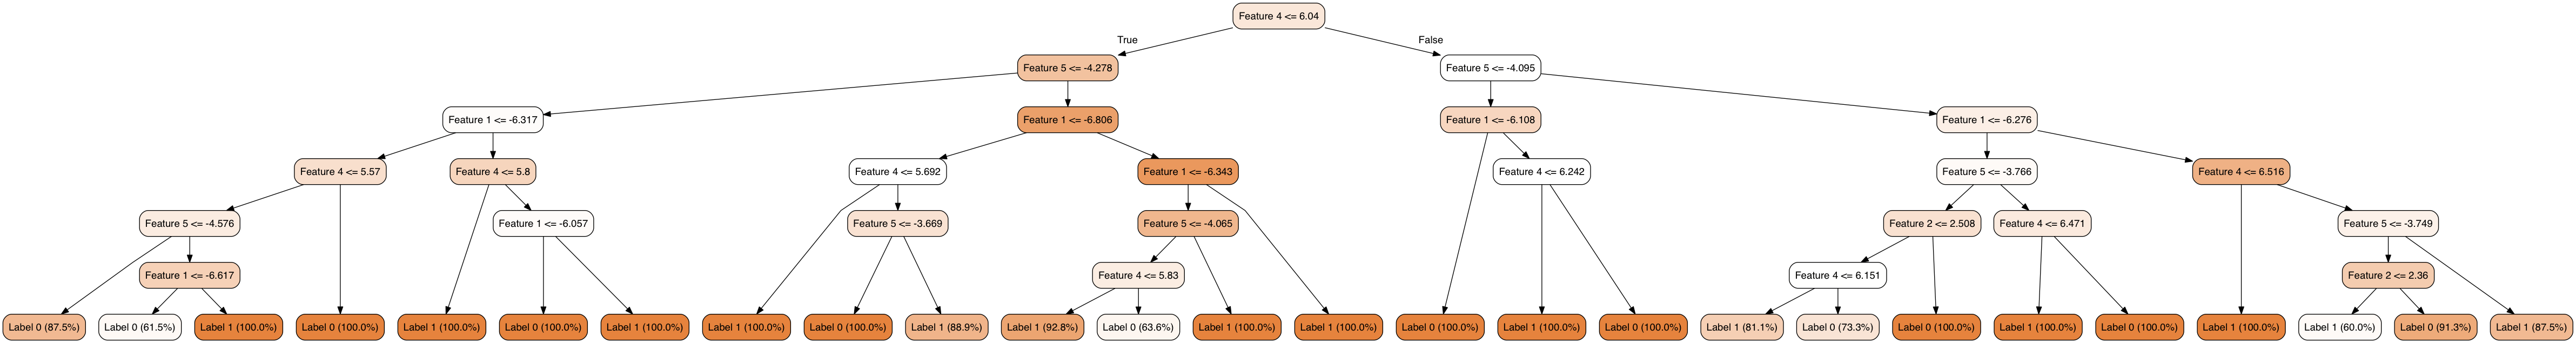 Feature 4 <= 6.04
True
False
Feature 5 <= -4.278
Feature 5 <= -4.095
Feature 1 <= -6.317
Feature 1 <= -6.806
Feature 1 <= -6.108
Feature 1 <= -6.276
Feature 4 <= 5.57
Feature 4 <= 5.8
Feature 4 <= 5.692
Feature 1 <= -6.343
Feature 4 <= 6.242
Feature 5 <= -3.766
Feature 4 <= 6.516
Feature 5 <= -4.576
Feature 1 <= -6.057
Feature 5 <= -3.669
Feature 5 <= -4.065
Feature 2 <= 2.508
Feature 4 <= 6.471
Feature 5 <= -3.749
Feature 1 <= -6.617
Feature 4 <= 5.83
Feature 4 <= 6.151
Feature 2 <= 2.36
Label 0 (87.5%)
Label 0 (61.5%)
Label 1 (100.0%)
Label 0 (100.0%)
Label 1 (100.0%)
Label 0 (100.0%)
Label 1 (100.0%)
Label 1 (100.0%)
Label 0 (100.0%)
Label 1 (88.9%)
Label 1 (92.8%)
Label 0 (63.6%)
Label 1 (100.0%)
Label 1 (100.0%)
Label 0 (100.0%)
Label 1 (100.0%)
Label 0 (100.0%)
Label 1 (81.1%)
Label 0 (73.3%)
Label 0 (100.0%)
Label 1 (100.0%)
Label 0 (100.0%)
Label 1 (100.0%)
Label 1 (60.0%)
Label 0 (91.3%)
Label 1 (87.5%)